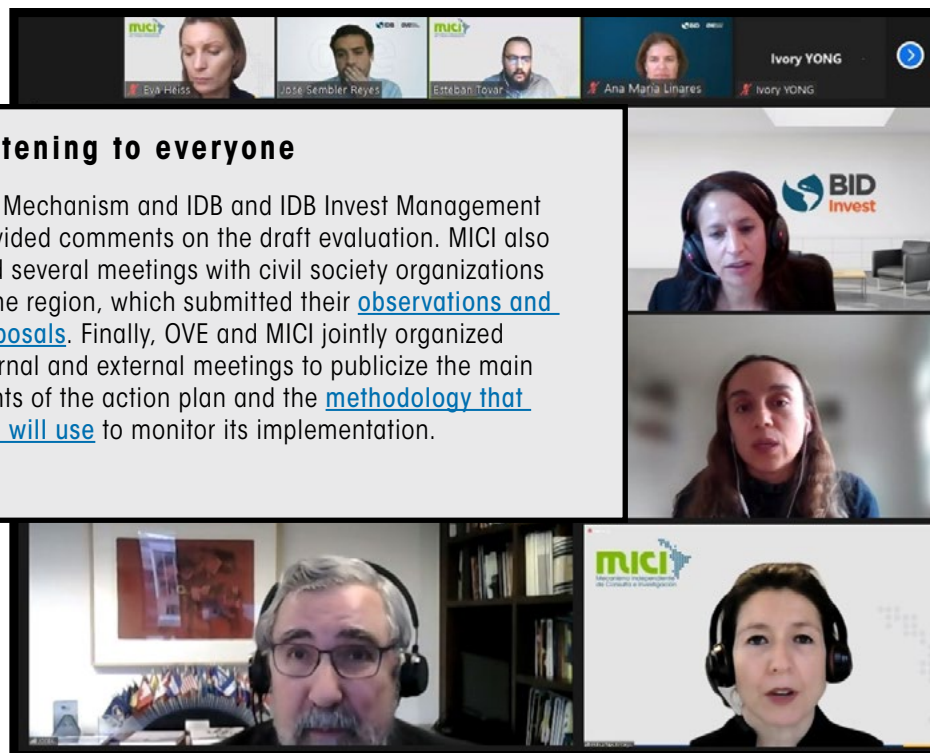 mici
BID
mici
BID
Eva Heiss
José Sembler Reyes
Esteban Tovar
Ana Maria Linares
Ivory YONG
Ivory YONG
tening to everyone
Mechanism and IDB and IDB Invest Management
vided comments on the draft evaluation. MICI also
several meetings with civil society organizations
ne region, which submitted their observations and
posals. Finally, OVE and MICI jointly organized
rnal and external meetings to publicize the main
nts of the action plan and the methodology that
will use to monitor its implementation.
BID
Invest
mici
Mecanismo Independiente
de Consulta e Investigación